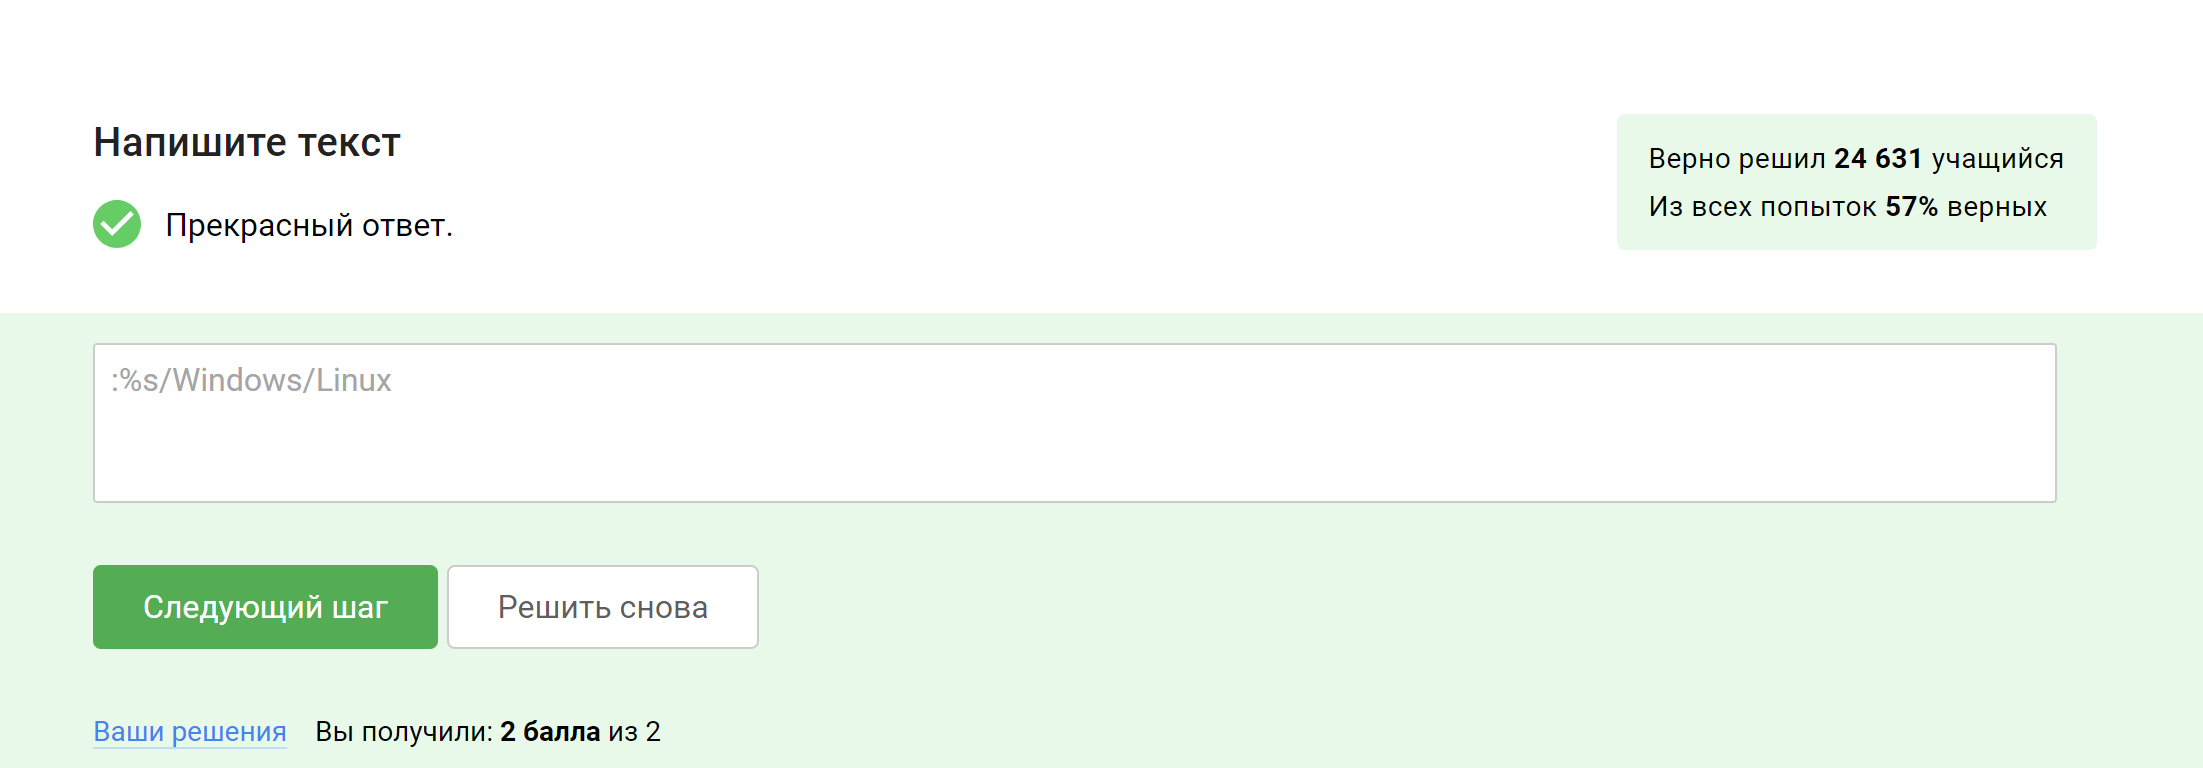 Напишите текст
Прекрасный ответ.
Верно решил 24 631 учащийся
Из всех попыток 57% верных
:%s/Windows/Linux
Следующий шаг
Решить снова
Ваши решения Вы получили: 2 балла из 2